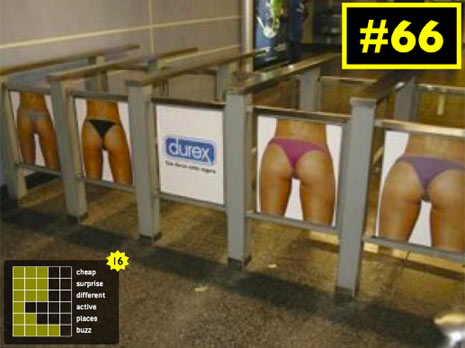 #66
durex
16
cheap
surprise
different
active
places
buzz